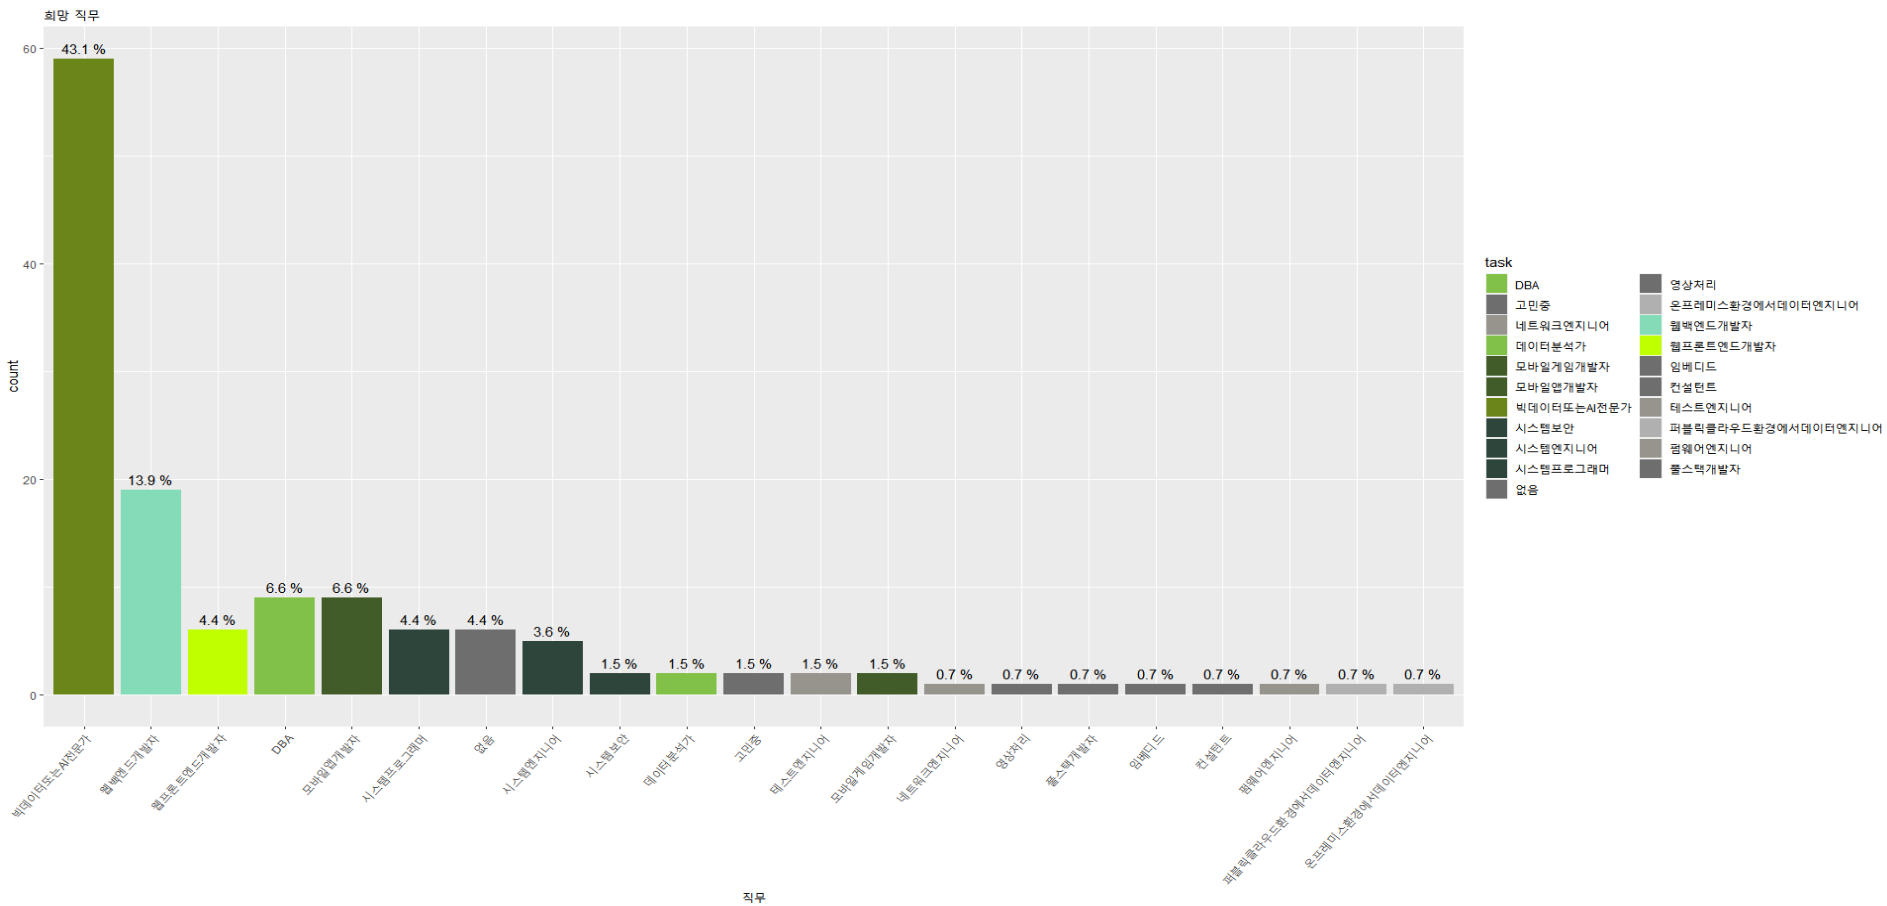 희망 직무
count
60
40
20
0
43.1 %
13.9 %
4.4 %
6.6 %
6.6 %
4.4 %
4.4 %
3.6 %
1.5 %
1.5 %
1.5 %
1.5 %
1.5 %
0.7 %
0.7 %
0.7 %
0.7 %
0.7 %
0.7 %
0.7 %
0.7 %
빅데이터또는AI전문가
웹백엔드개발자
웹프론트엔드개발자
DBA
모바일앱개발자
시스템프로그래머
없음
시스템엔지니어
시스템보안
데이터분석가
고민중
테스트엔지니어
모바일게임개발자
네트워크엔지니어
영상처리
풀스택개발자
임베디드
컨설턴트
펌웨어엔지니어
퍼블릭클라우드환경에서데이터엔지니어
온프레미스환경에서데이터엔지니어
직무
task
DBA
고민중
네트워크엔지니어
데이터분석가
모바일게임개발자
모바일앱개발자
빅데이터또는AI전문가
시스템보안
시스템엔지니어
시스템프로그래머
없음
영상처리
온프레미스환경에서데이터엔지니어
웹백엔드개발자
웹프론트엔드개발자
임베디드
컨설턴트
테스트엔지니어
퍼블릭클라우드환경에서데이터엔지니어
펌웨어엔지니어
풀스택개발자